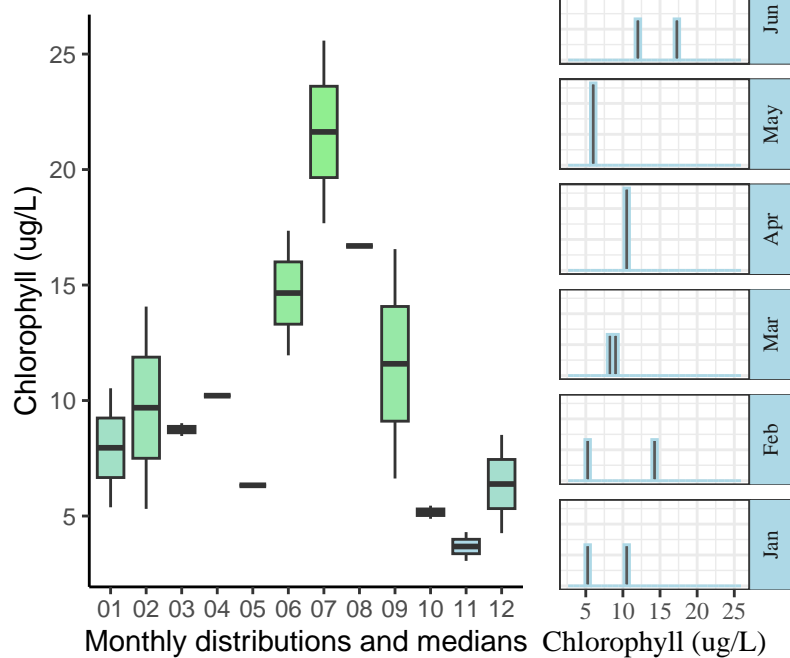 Chlorophyll (ug/L)
25
20
15
10
5
01 02 03 04 05 06 07 08 09 10 11 12
Monthly distributions and medians
Jun
May
Apr
Mar
Feb
Jan
5 10 15 20 25
Chlorophyll (ug/L)